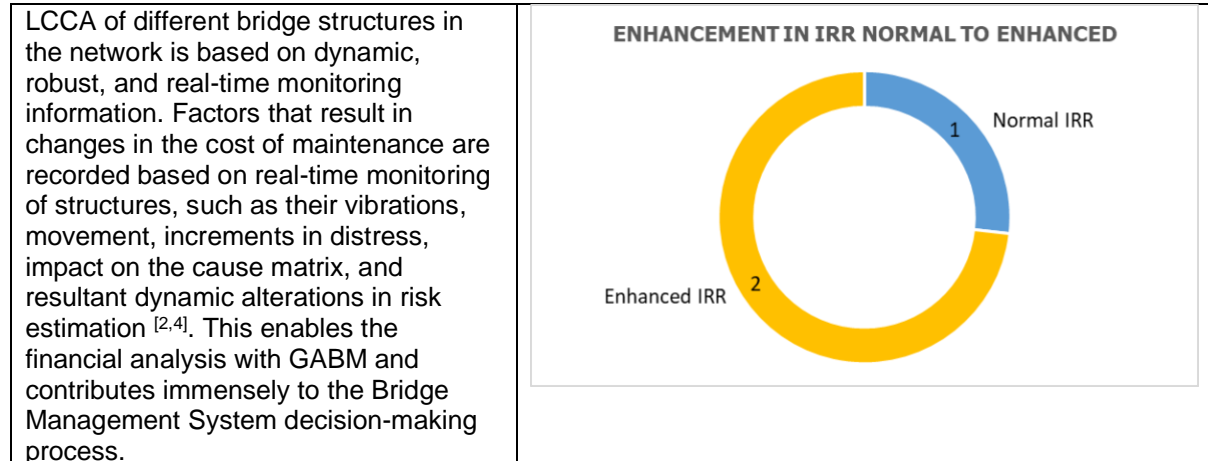 LCCA of different bridge structures in
the network is based on dynamic,
robust, and real-time monitoring
information. Factors that result in
changes in the cost of maintenance are
recorded based on real-time monitoring
of structures, such as their vibrations,
movement, increments in distress,
impact on the cause matrix, and
resultant dynamic alterations in risk
estimation [2,4]. This enables the
financial analysis with GABM and
contributes immensely to the Bridge
Management System decision-making
process.
ENHANCEMENT IN IRR NORMAL TO ENHANCED
Normal IRR
1
2
Enhanced IRR